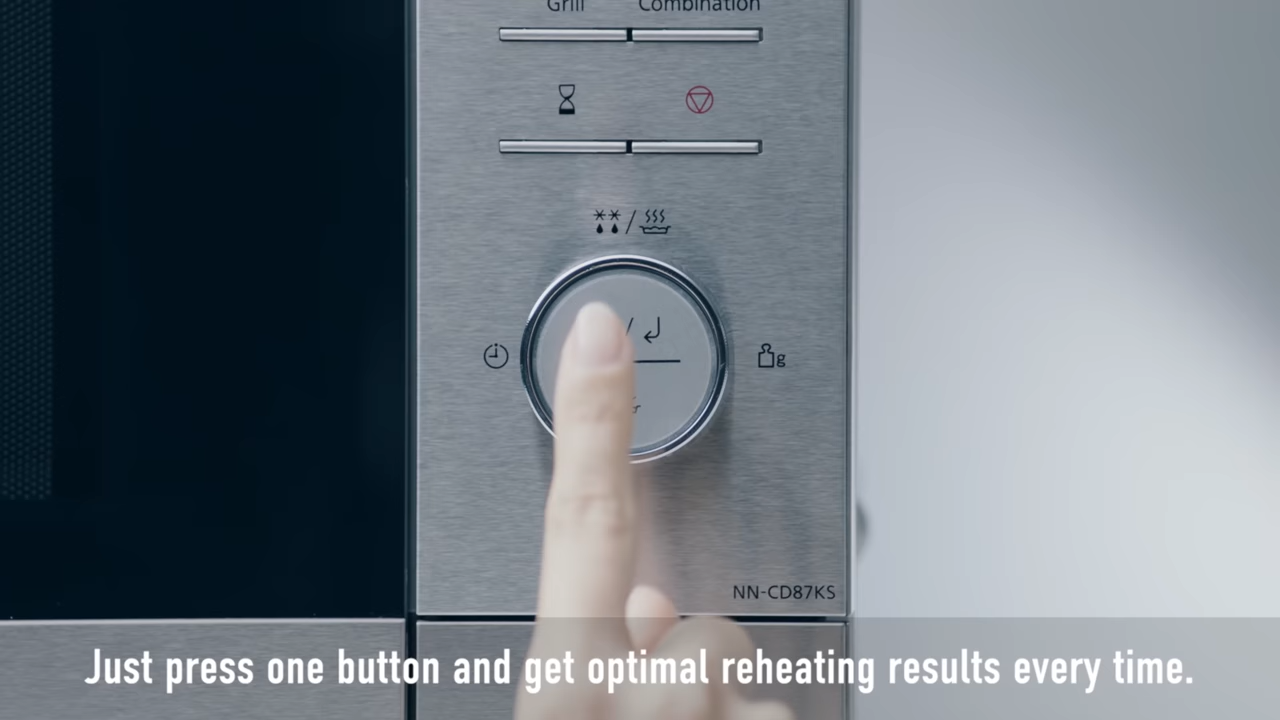 Grill Combination
g
NN-CD87KS
Just press one button and get optimal reheating results every time.